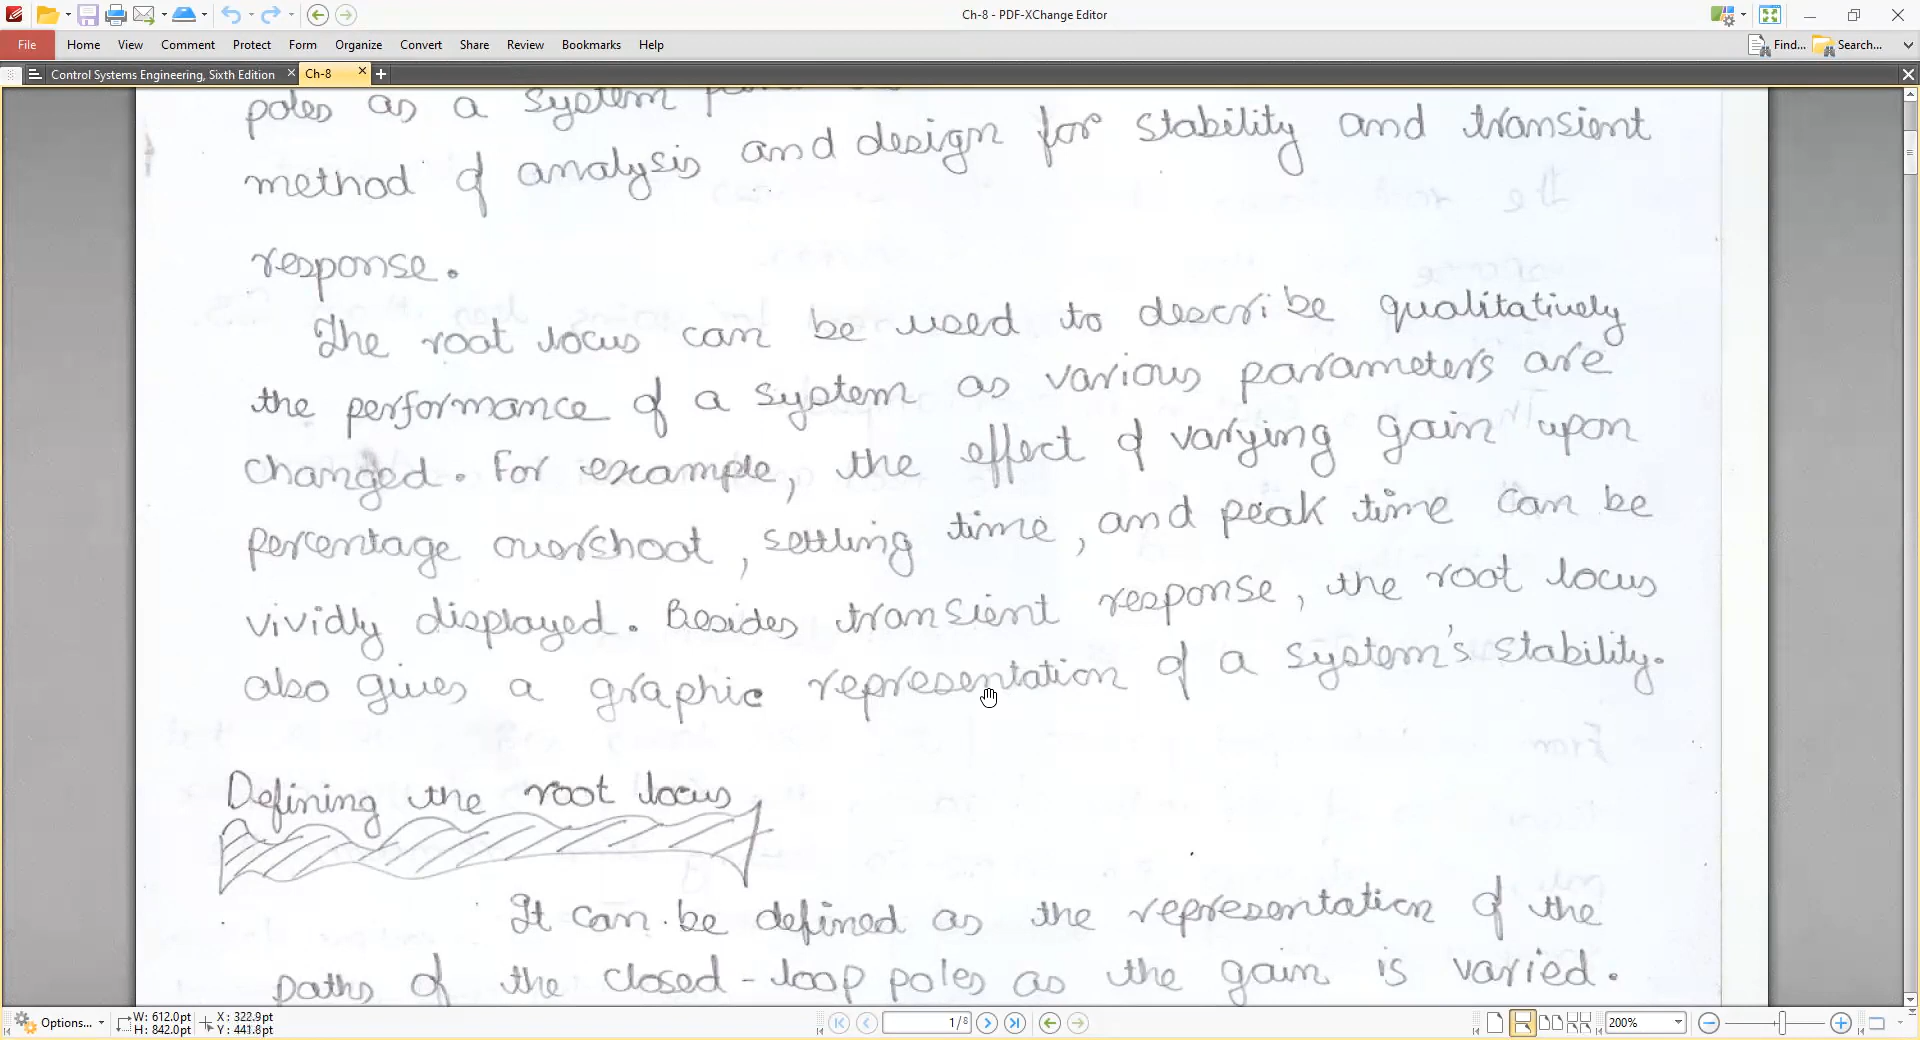 Ch-8 - PDF-XChange Editor
File Home View Comment Protect Form Organize Convert Share Review Bookmarks Help Find... Search...
Control Systems Engineering, Sixth Edition Ch-8
poles as a system
method of analysis and design for stability and transient
response.
The root locus can be used to describe qualitatively
the performance of a system as various parameters are
changed. For example, the effect of varying gain upon
percentage overshoot, settling time, and peak time can be
vividly displayed. Besides transient response, the root locus
also gives a graphic representation of a system's stability.
Defining the root locus
It can be defined as the representation of the
paths of the closed-loop poles as the gain is varied.
Options... W: 612.0pt X: 322.9pt 1/8 200%
H: 842.0pt Y: 441.8pt